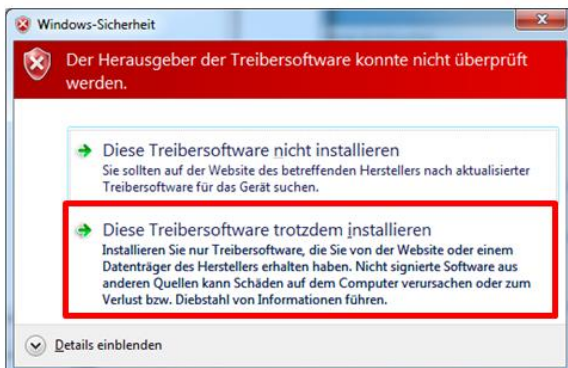 Windows-Sicherheit
Der Herausgeber der Treibersoftware konnte nicht überprüft
werden.
Diese Treibersoftware nicht installieren
Sie sollten auf der Website des betreffenden Herstellers nach aktualisierter
Treibersoftware für das Gerät suchen.
Diese Treibersoftware trotzdem installieren
Installieren Sie nur Treibersoftware, die Sie von der Website oder einem
Datenträger des Herstellers erhalten haben. Nicht signierte Software aus
anderen Quellen kann Schäden auf dem Computer verursachen oder zum
Verlust bzw. Diebstahl von Informationen führen.
Details einblenden